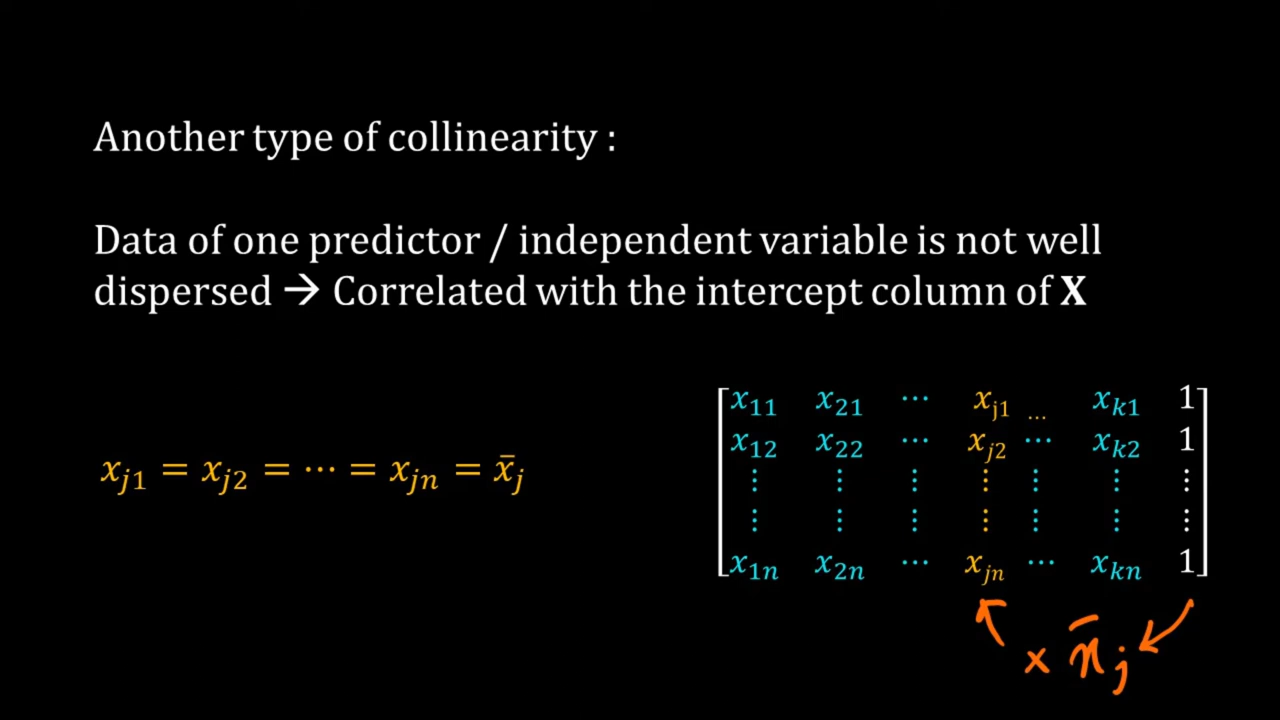 Another type of collinearity :
Data of one predictor / independent variable is not well
dispersed → Correlated with the intercept column of X
x_{j1} = x_{j2} = ⋯ = x_{jn} = x̄_j
x_{11} x_{21} ⋯ x_{j1} … x_{k1} 1
x_{12} x_{22} ⋯ x_{j2} ⋯ x_{k2} 1
⋮ ⋮ ⋮ ⋮ ⋮ ⋮ ⋮
⋮ ⋮ ⋮ ⋮ ⋮ ⋮ ⋮
x_{1n} x_{2n} ⋯ x_{jn} ⋯ x_{kn} 1
× x̄_j